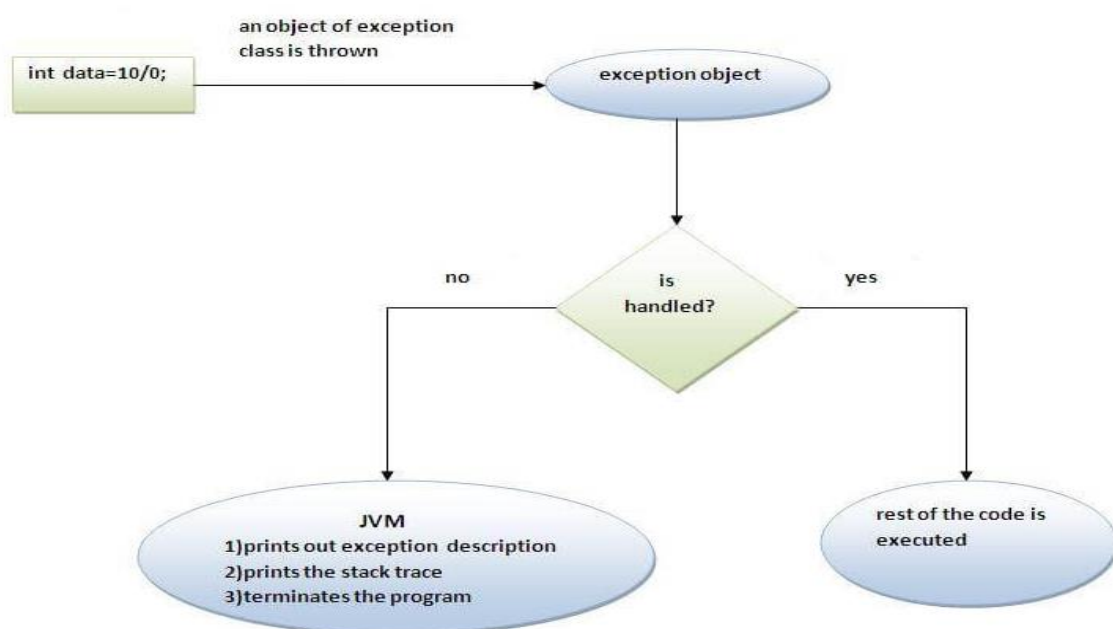 an object of exception
class is thrown
int data=10/0;
exception object
no
is
handled?
yes
JVM
1)prints out exception description
2)prints the stack trace
3)terminates the program
rest of the code is
executed